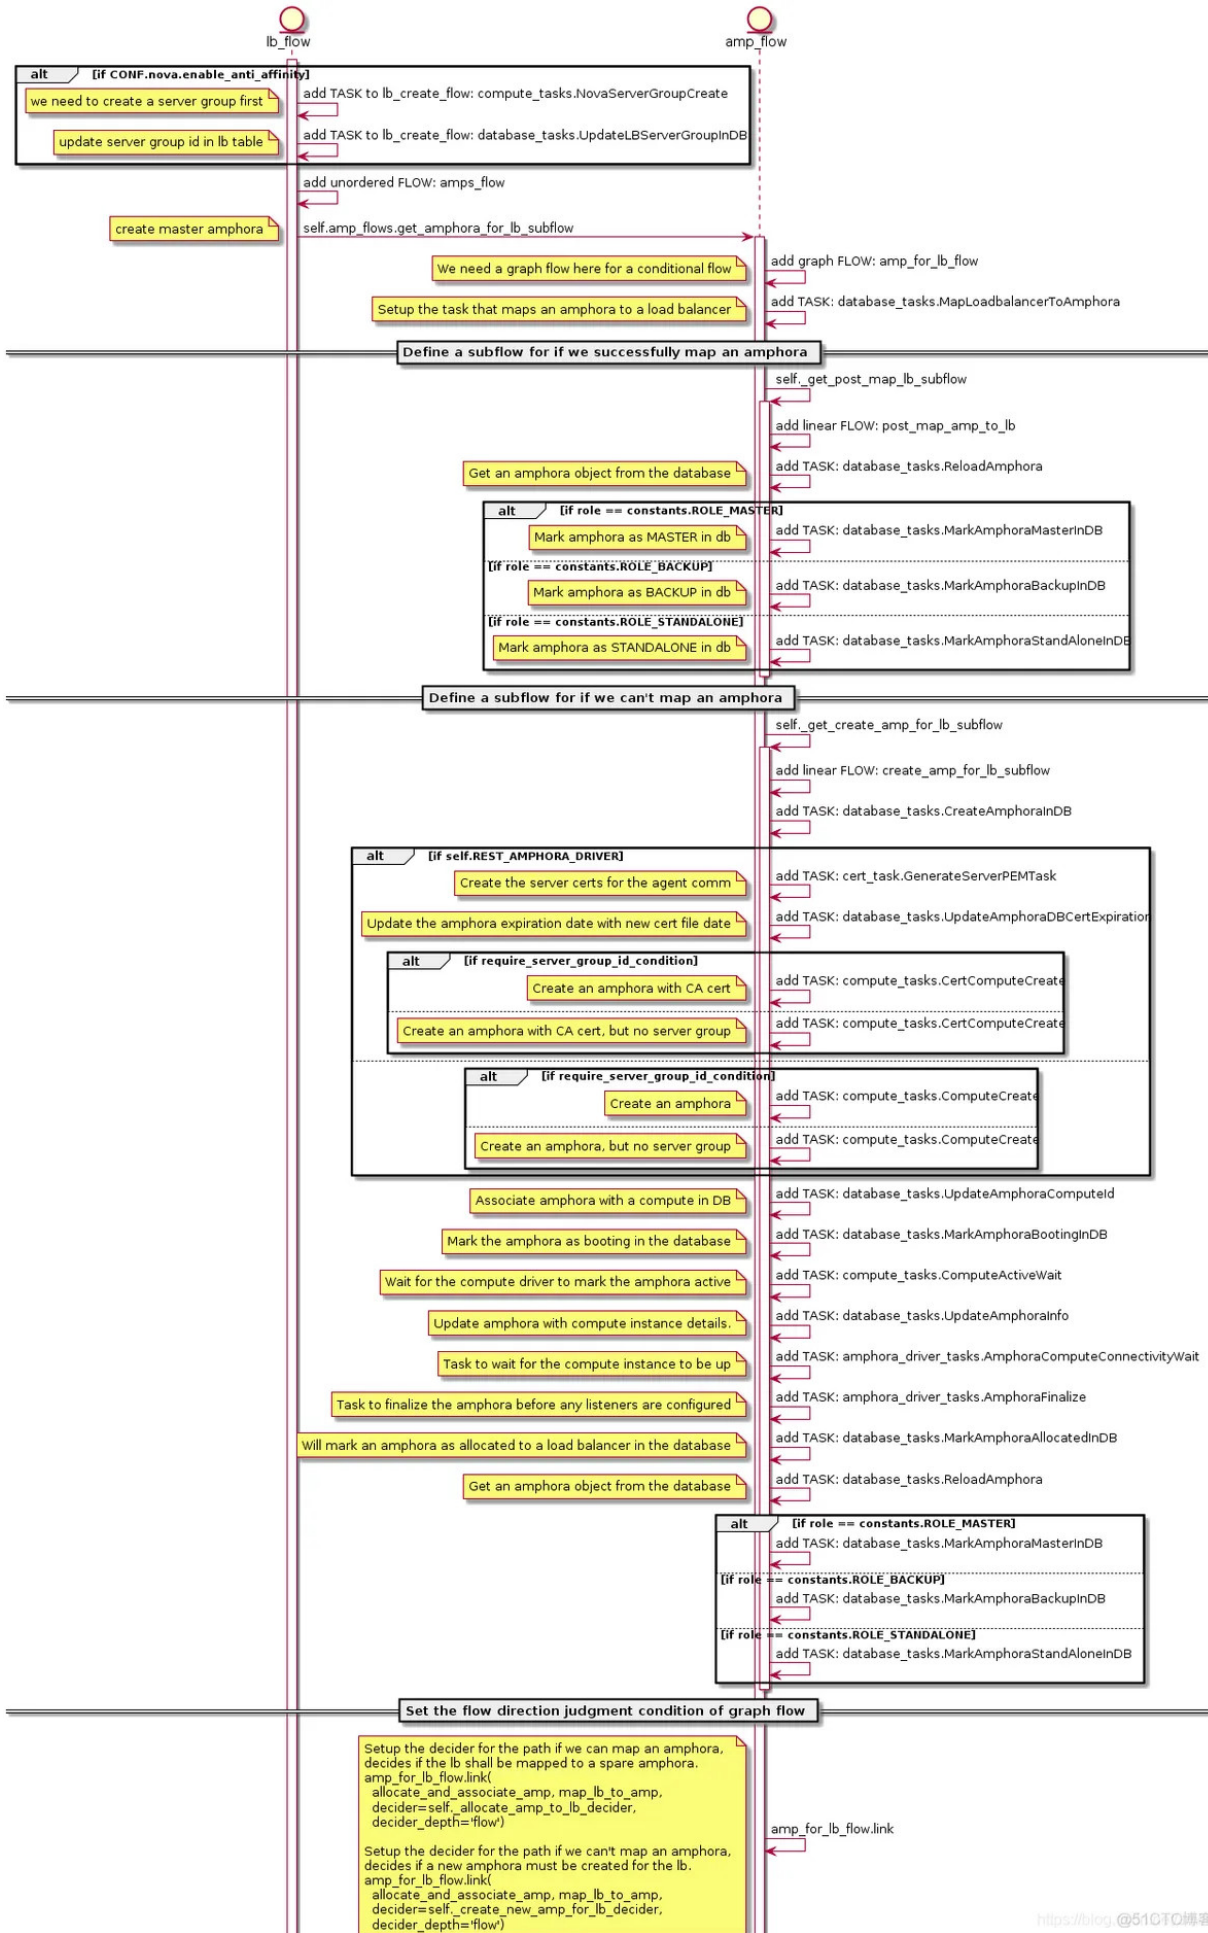 lb_flow
amp_flow
alt
[if CONF.nova.enable_anti_affinity]
we need to create a server group first
add TASK to lb_create_flow: compute_tasks.NovaServerGroupCreate
update server group id in lb table
add TASK to lb_create_flow: database_tasks.UpdateLBServerGroupInDB
add unordered FLOW: amps_flow
create master amphora
self.amp_flows.get_amphora_for_lb_subflow
We need a graph flow here for a conditional flow
add graph FLOW: amp_for_lb_flow
Setup the task that maps an amphora to a load balancer
add TASK: database_tasks.MapLoadbalancerToAmphora
Define a subflow for if we successfully map an amphora
self._get_post_map_lb_subflow
add linear FLOW: post_map_amp_to_lb
Get an amphora object from the database
add TASK: database_tasks.ReloadAmphora
alt
[if role == constants.ROLE_MASTER]
Mark amphora as MASTER in db
add TASK: database_tasks.MarkAmphoraMasterInDB
[if role == constants.ROLE_BACKUP]
Mark amphora as BACKUP in db
add TASK: database_tasks.MarkAmphoraBackupInDB
[if role == constants.ROLE_STANDALONE]
Mark amphora as STANDALONE in db
add TASK: database_tasks.MarkAmphoraStandAloneInDB
Define a subflow for if we can't map an amphora
self._get_create_amp_for_lb_subflow
add linear FLOW: create_amp_for_lb_subflow
add TASK: database_tasks.CreateAmphoraInDB
alt
[if self.REST_AMPHORA_DRIVER]
Create the server certs for the agent comm
add TASK: cert_task.GenerateServerPEMTask
Update the amphora expiration date with new cert file date
add TASK: database_tasks.UpdateAmphoraDBCertExpiration
alt
[if require_server_group_id_condition]
Create an amphora with CA cert
add TASK: compute_tasks.CertComputeCreate
Create an amphora with CA cert, but no server group
add TASK: compute_tasks.CertComputeCreate
alt
[if require_server_group_id_condition]
Create an amphora
add TASK: compute_tasks.ComputeCreate
Create an amphora, but no server group
add TASK: compute_tasks.ComputeCreate
Associate amphora with a compute in DB
add TASK: database_tasks.UpdateAmphoraComputeId
Mark the amphora as booting in the database
add TASK: database_tasks.MarkAmphoraBootingInDB
Wait for the compute driver to mark the amphora active
add TASK: compute_tasks.ComputeActiveWait
Update amphora with compute instance details.
add TASK: database_tasks.UpdateAmphoraInfo
Task to wait for the compute instance to be up
add TASK: amphora_driver_tasks.AmphoraComputeConnectivityWait
Task to finalize the amphora before any listeners are configured
add TASK: amphora_driver_tasks.AmphoraFinalize
Will mark an amphora as allocated to a load balancer in the database
add TASK: database_tasks.MarkAmphoraAllocatedInDB
Get an amphora object from the database
add TASK: database_tasks.ReloadAmphora
alt
[if role == constants.ROLE_MASTER]
add TASK: database_tasks.MarkAmphoraMasterInDB
[if role == constants.ROLE_BACKUP]
add TASK: database_tasks.MarkAmphoraBackupInDB
[if role == constants.ROLE_STANDALONE]
add TASK: database_tasks.MarkAmphoraStandAloneInDB
Set the flow direction judgment condition of graph flow
Setup the decider for the path if we can map an amphora,
decides if the lb shall be mapped to a spare amphora.
amp_for_lb_flow.link(
allocate_and_associate_amp, map_lb_to_amp,
decider=self._allocate_amp_to_lb_decider,
decider_depth='flow')
amp_for_lb_flow.link
Setup the decider for the path if we can't map an amphora,
decides if a new amphora must be created for the lb.
amp_for_lb_flow.link(
allocate_and_associate_amp, map_lb_to_amp,
decider=self._create_new_amp_for_lb_decider,
decider_depth='flow')
https://blog.
@51CTO博客